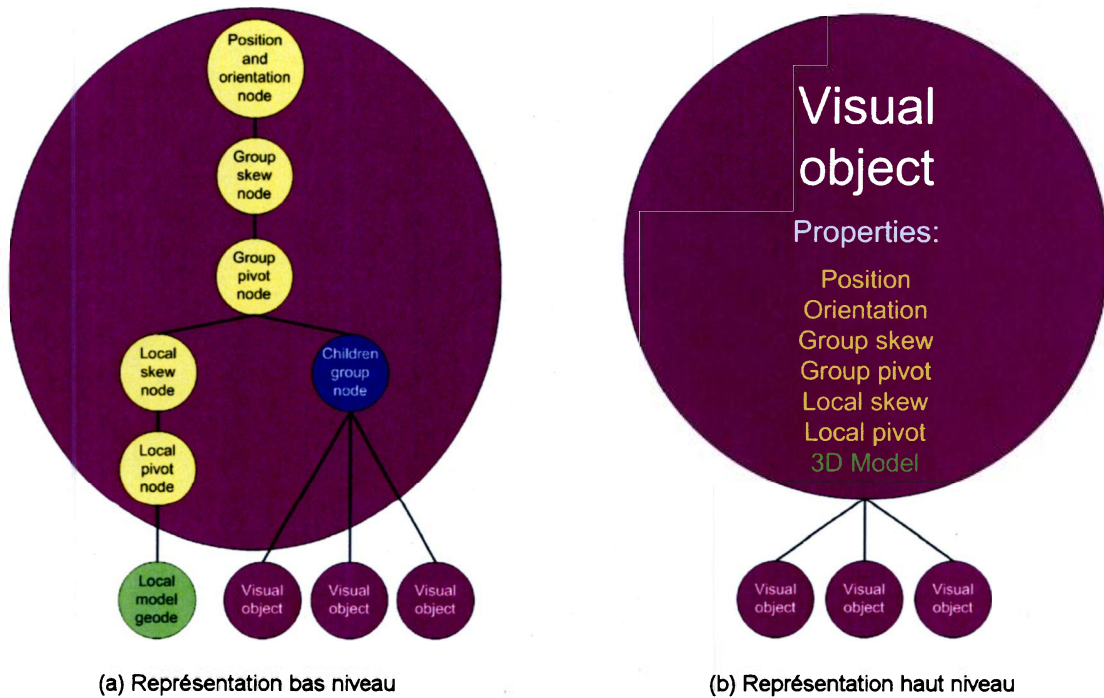 Position
and
orientation
node
Group
skew
node
Group
pivot
node
Local
skew
node
Children
group
node
Local
pivot
node
Local
model
geode
Visual
object
Visual
object
Visual
object
(a) Représentation bas niveau
Visual
object
Properties:
Position
Orientation
Group skew
Group pivot
Local skew
Local pivot
3D Model
Visual
object
Visual
object
Visual
object
(b) Représentation haut niveau